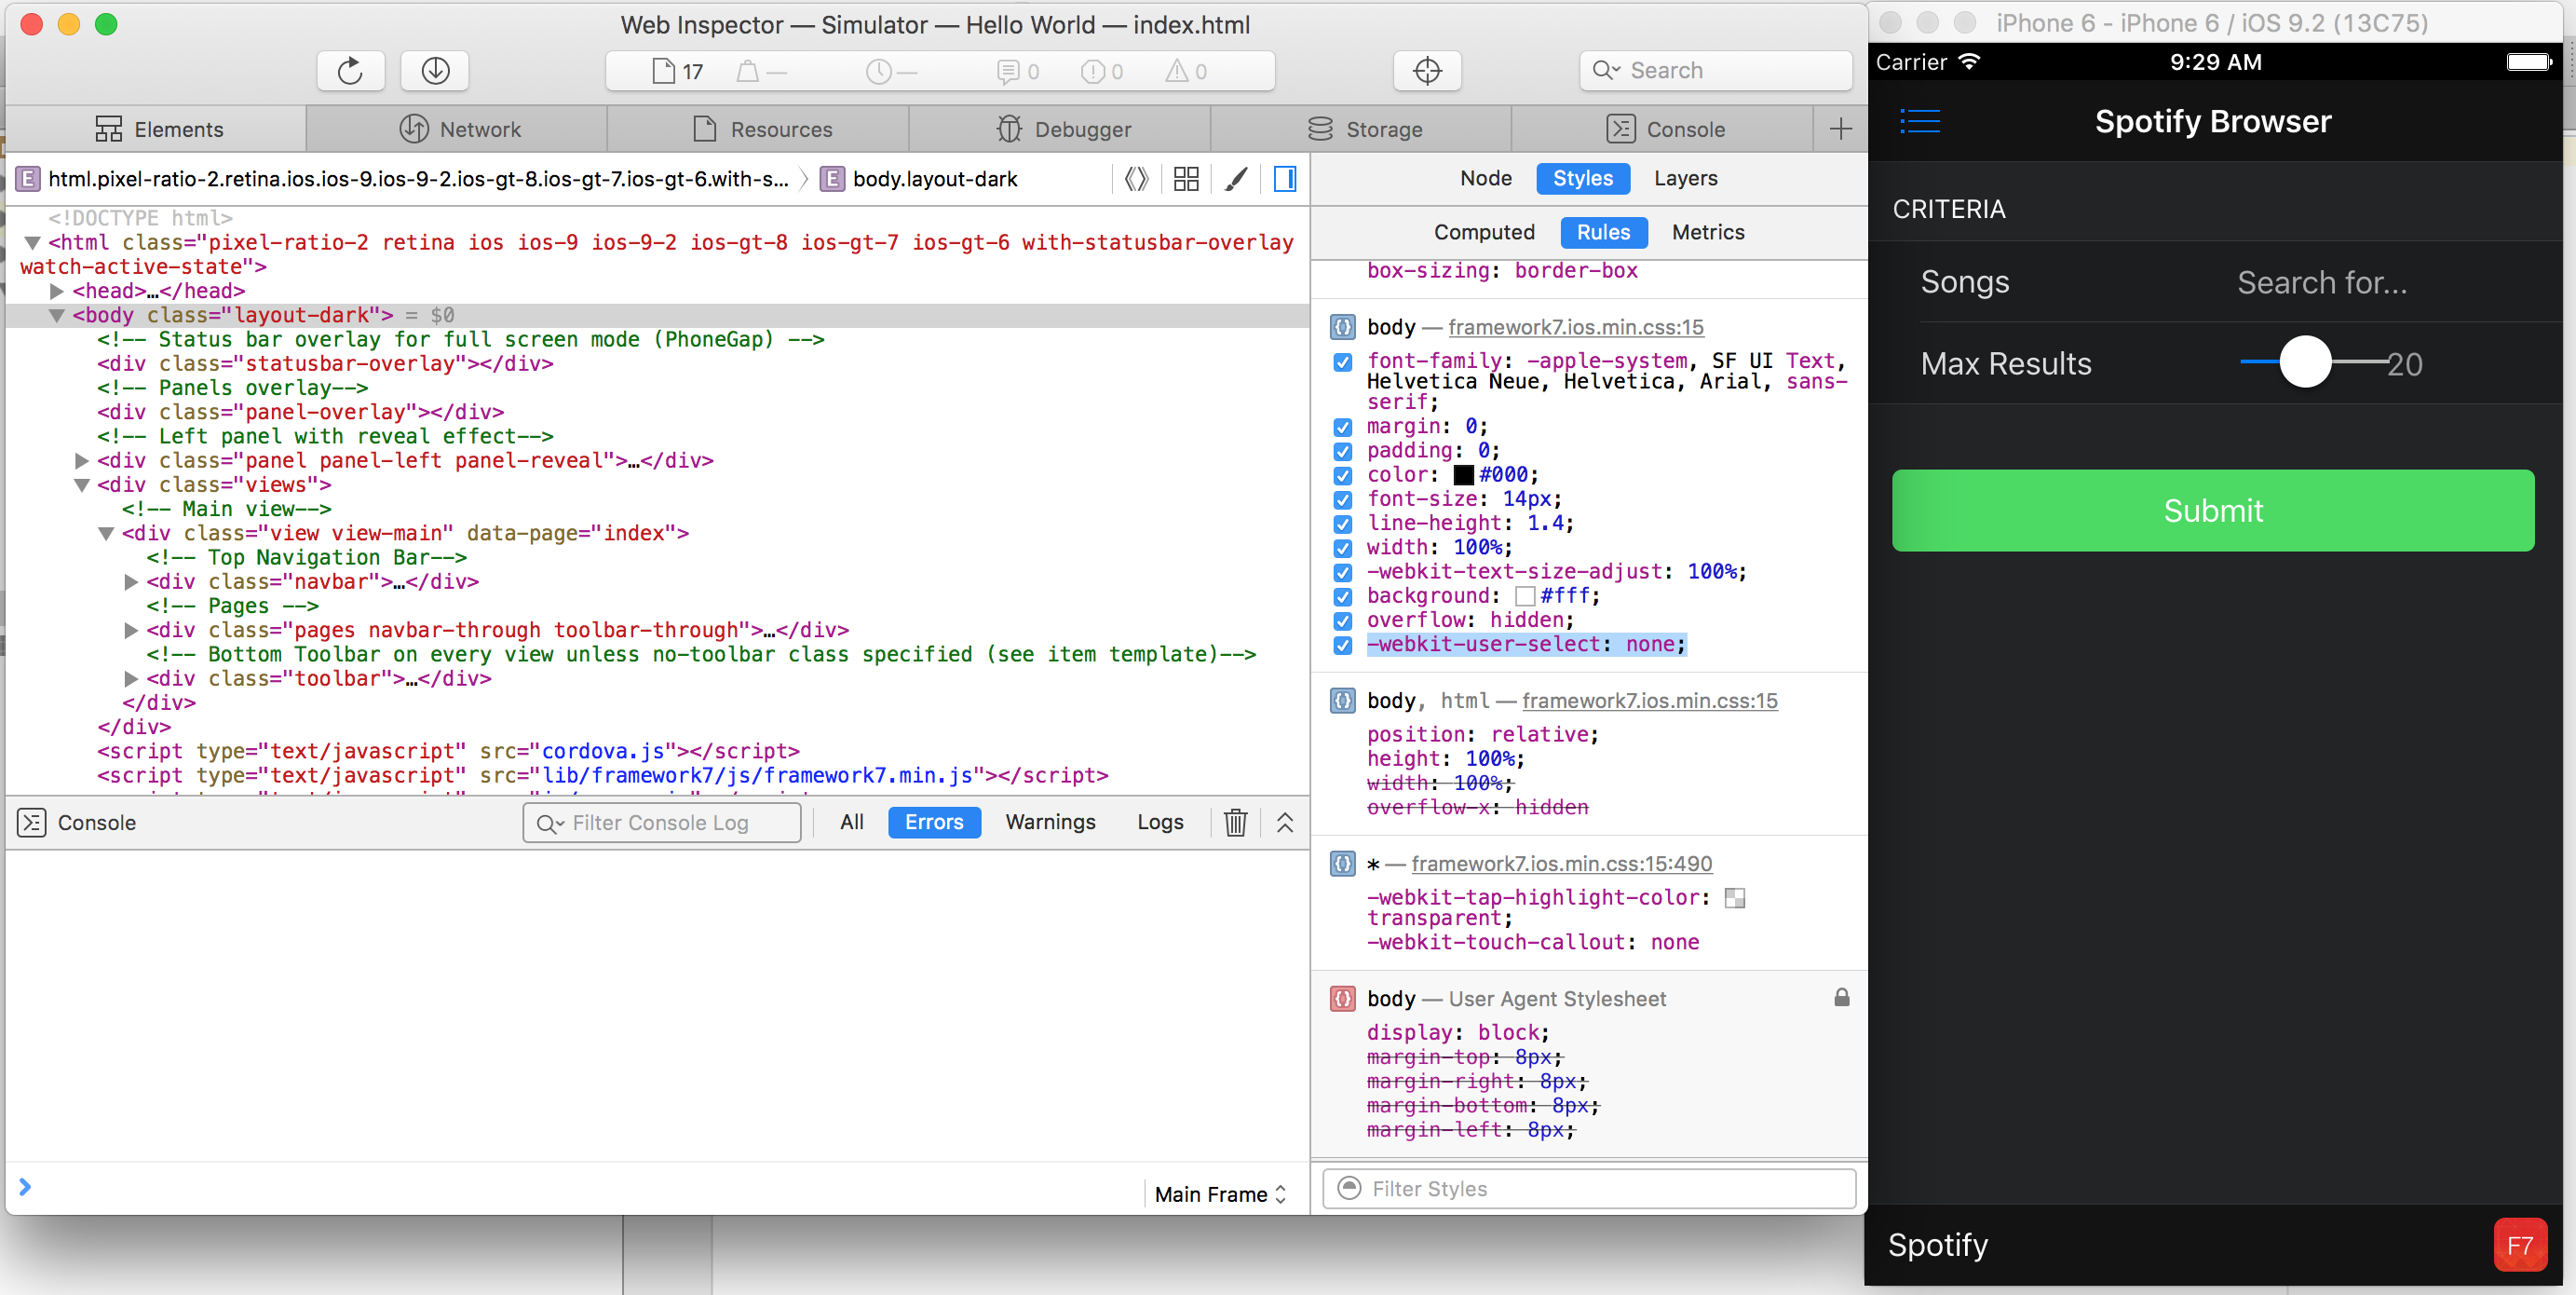 Web Inspector — Simulator — Hello World — index.html
17 — — 0 0 0
Search
Elements Network Resources Debugger Storage Console
E html.pixel-ratio-2.retina.ios.ios-9.ios-9-2.ios-gt-8.ios-gt-7.ios-gt-6.with-s... E body.layout-dark
<!DOCTYPE html>
<html class="pixel-ratio-2 retina ios ios-9 ios-9-2 ios-gt-8 ios-gt-7 ios-gt-6 with-statusbar-overlay
watch-active-state">
<head>…</head>
<body class="layout-dark"> = $0
<!-- Status bar overlay for full screen mode (PhoneGap) -->
<div class="statusbar-overlay"></div>
<!-- Panels overlay-->
<div class="panel-overlay"></div>
<!-- Left panel with reveal effect-->
<div class="panel panel-left panel-reveal">…</div>
<div class="views">
<!-- Main view-->
<div class="view view-main" data-page="index">
<!-- Top Navigation Bar-->
<div class="navbar">…</div>
<!-- Pages -->
<div class="pages navbar-through toolbar-through">…</div>
<!-- Bottom Toolbar on every view unless no-toolbar class specified (see item template)-->
<div class="toolbar">…</div>
</div>
</div>
<script type="text/javascript" src="cordova.js"></script>
<script type="text/javascript" src="lib/framework7/js/framework7.min.js"></script>
Console
Filter Console Log
All Errors Warnings Logs
Main Frame
Node Styles Layers
Computed Rules Metrics
box-sizing: border-box
body — framework7.ios.min.css:15
font-family: -apple-system, SF UI Text,
Helvetica Neue, Helvetica, Arial, sans-
serif;
margin: 0;
padding: 0;
color: #000;
font-size: 14px;
line-height: 1.4;
width: 100%;
-webkit-text-size-adjust: 100%;
background: #fff;
overflow: hidden;
-webkit-user-select: none;
body, html — framework7.ios.min.css:15
position: relative;
height: 100%;
width: 100%;
overflow-x: hidden
* — framework7.ios.min.css:15:490
-webkit-tap-highlight-color:
transparent;
-webkit-touch-callout: none
body — User Agent Stylesheet
display: block;
margin-top: 8px;
margin-right: 8px;
margin-bottom: 8px;
margin-left: 8px;
Filter Styles
iPhone 6 - iPhone 6 / iOS 9.2 (13C75)
Carrier 9:29 AM
Spotify Browser
CRITERIA
Songs Search for...
Max Results 20
Submit
Spotify F7